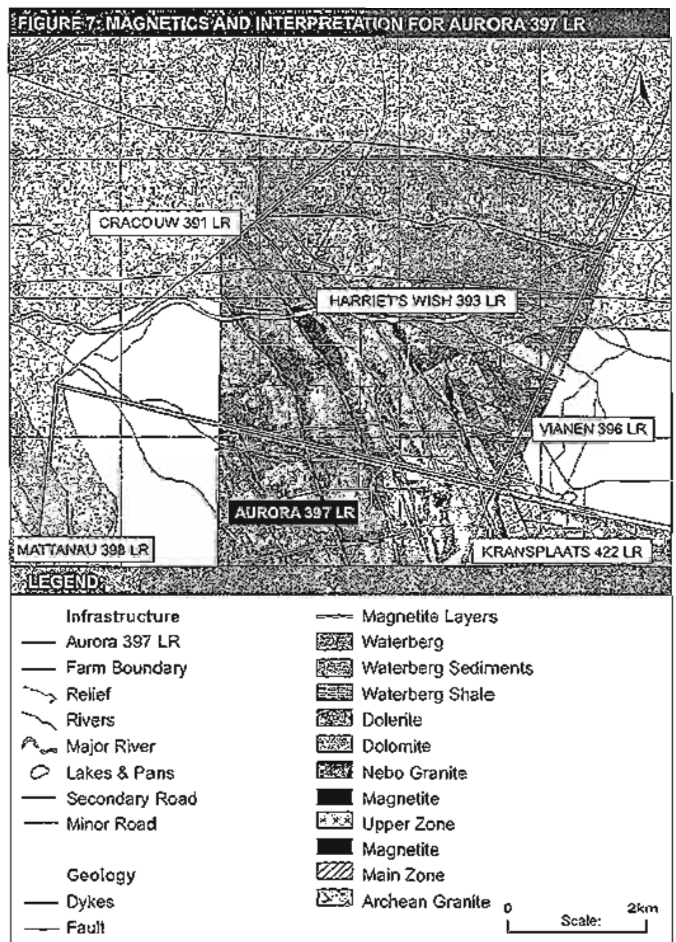 FIGURE 7: MAGNETICS AND INTERPRETATION FOR AURORA 397 LR
CRACOUW 391 LR
HARRIET'S WISH 393 LR
VIANEN 396 LR
AURORA 397 LR
MATTANAU 398 LR
KRANSPLAATS 422 LR
LEGEND:
Infrastructure
Aurora 397 LR
Farm Boundary
Relief
Rivers
Major River
Lakes & Pans
Secondary Road
Minor Road
Geology
Dykes
Fault
Magnetite Layers
Waterberg
Waterberg Sediments
Waterberg Shale
Dolerite
Dolomite
Nebo Granite
Magnetite
Upper Zone
Magnetite
Main Zone
Archean Granite
0 2km
Scale: